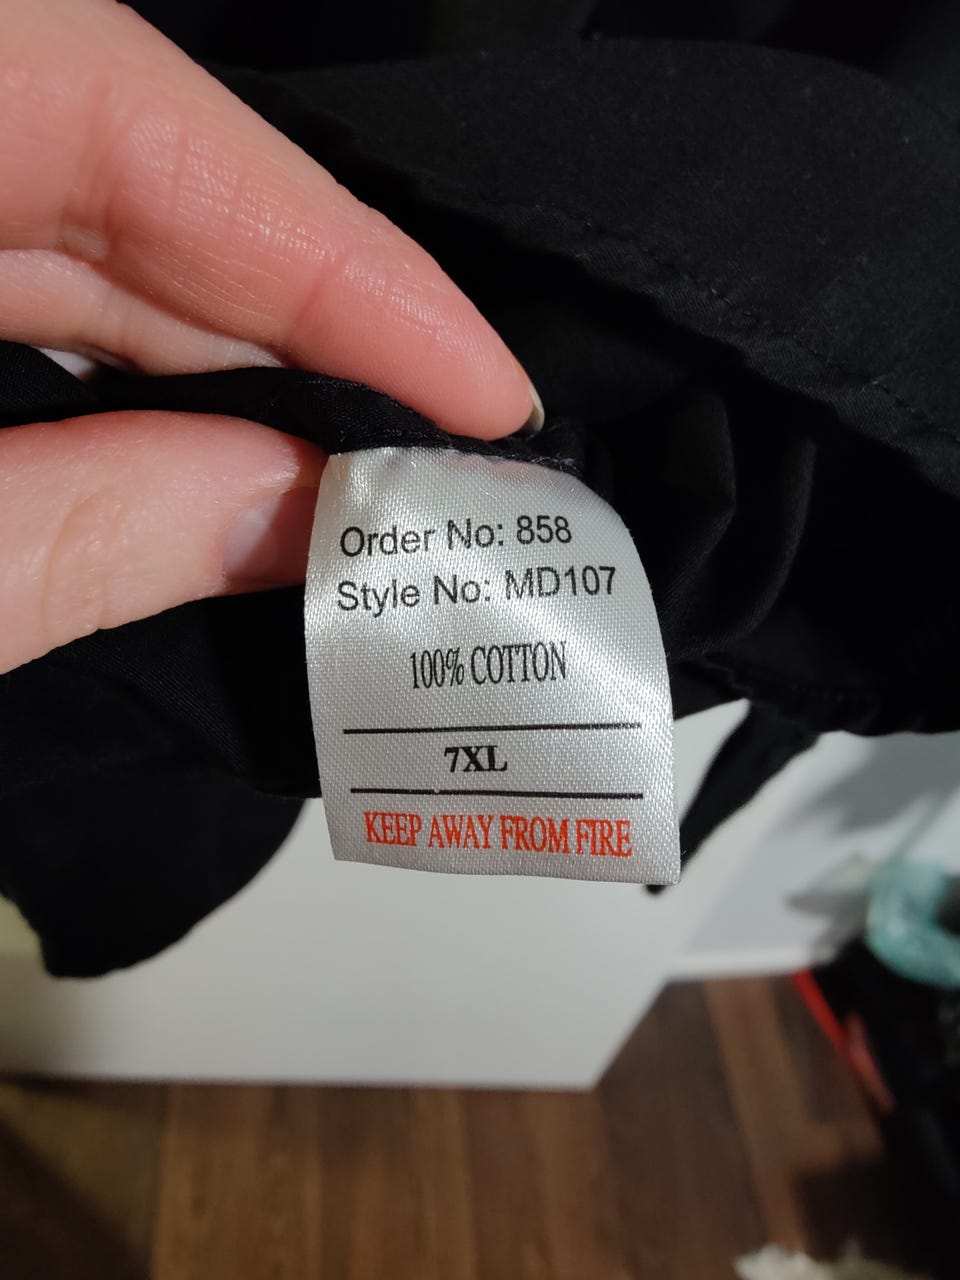 Order No: 858
Style No: MD107
100% COTTON
7XL
KEEP AWAY FROM FIRE